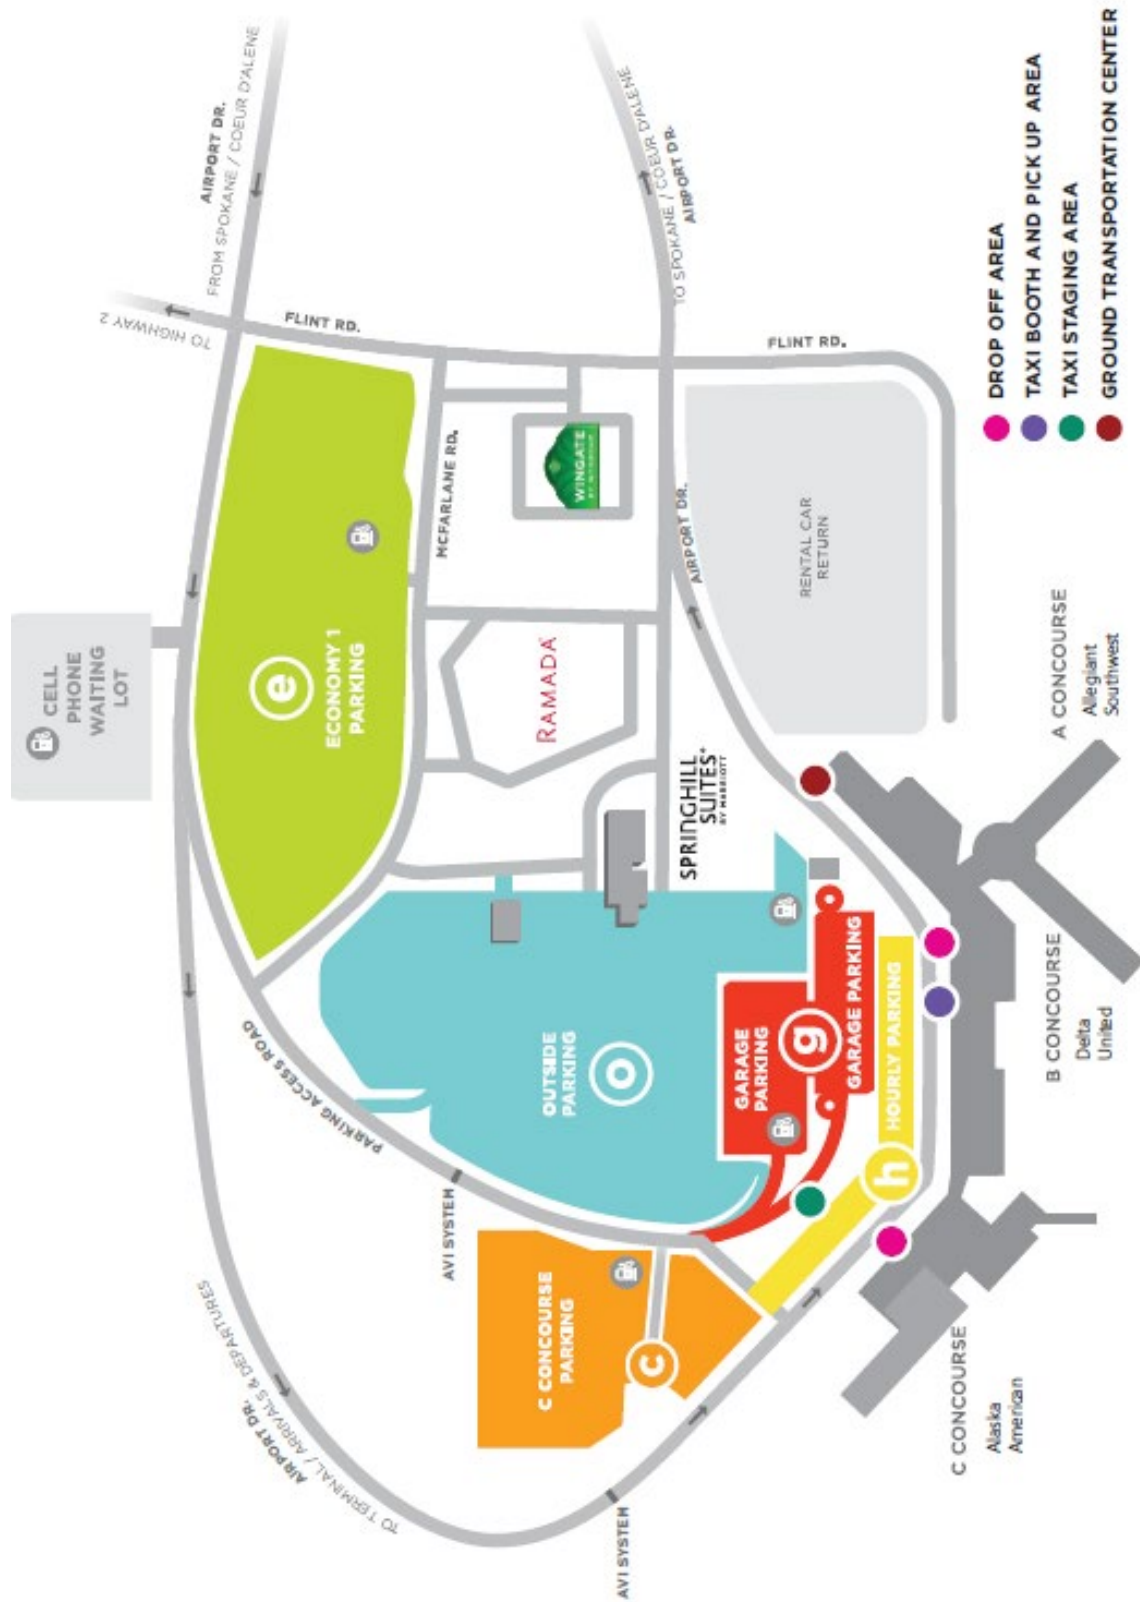 CELL
PHONE
WAITING
LOT
AIRPORT DR.
FROM SPOKANE / COEUR D'ALENE
TO HIGHWAY 2
FLINT RD.
e
ECONOMY 1
PARKING
MCFARLANE RD.
WINGATE
RAMADA
SPRINGHILL
SUITES
BY MARRIOTT
TO SPOKANE / COEUR D'ALENE
AIRPORT DR.
FLINT RD.
AIRPORT DR.
RENTAL CAR
RETURN
PARKING ACCESS ROAD
OUTSIDE
PARKING
o
AVI SYSTEM
AIRPORT DR.
TO TERMINAL / ARRIVALS & DEPARTURES
C CONCOURSE
PARKING
c
AVI SYSTEM
GARAGE
PARKING
g
GARAGE PARKING
h
HOURLY PARKING
C CONCOURSE
Alaska
American
B CONCOURSE
Delta
United
A CONCOURSE
Allegiant
Southwest
DROP OFF AREA
TAXI BOOTH AND PICK UP AREA
TAXI STAGING AREA
GROUND TRANSPORTATION CENTER